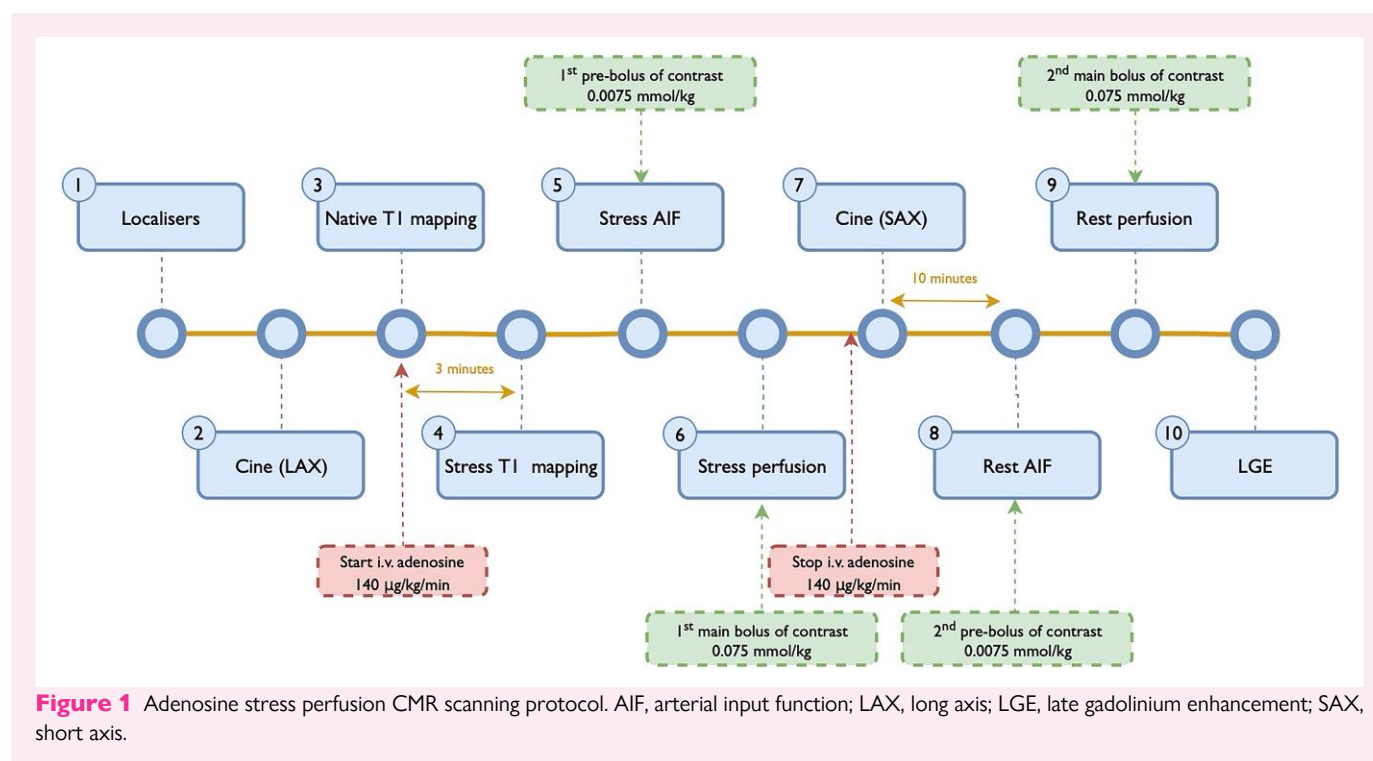 1st pre-bolus of contrast
0.0075 mmol/kg
2nd main bolus of contrast
0.075 mmol/kg
1
Localisers
3
Native T1 mapping
5
Stress AIF
7
Cine (SAX)
9
Rest perfusion
10 minutes
3 minutes
2
Cine (LAX)
4
Stress T1 mapping
6
Stress perfusion
8
Rest AIF
10
LGE
Start i.v. adenosine
140 μg/kg/min
Stop i.v. adenosine
140 μg/kg/min
1st main bolus of contrast
0.075 mmol/kg
2nd pre-bolus of contrast
0.0075 mmol/kg
Figure 1 Adenosine stress perfusion CMR scanning protocol. AIF, arterial input function; LAX, long axis; LGE, late gadolinium enhancement; SAX,
short axis.